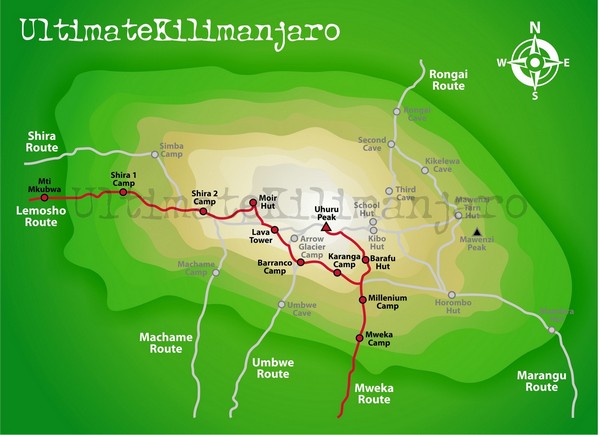 UltimateKilimanjaro
N
W E
S
Rongai
Route
Rongai
Cave
Second
Cave
Kikelewa
Camp
Third
Cave
Mawenzi
Tarn
Hut
Mawenzi
Peak
School
Hut
Kibo
Hut
Uhuru
Peak
Shira
Route
Simba
Camp
Mti
Mkubwa
Shira 1
Camp
Lemosho
Route
Shira 2
Camp
Moir
Hut
Lava
Tower
Arrow
Glacier
Camp
Barranco Camp
Karanga
Camp
Barafu
Hut
Machame
Camp
Umbwe
Cave
Millenium
Camp
Mweka
Camp
Horombo
Hut
Machame
Route
Umbwe
Route
Mweka
Route
Marangu
Route
UltimateKilimanjaro